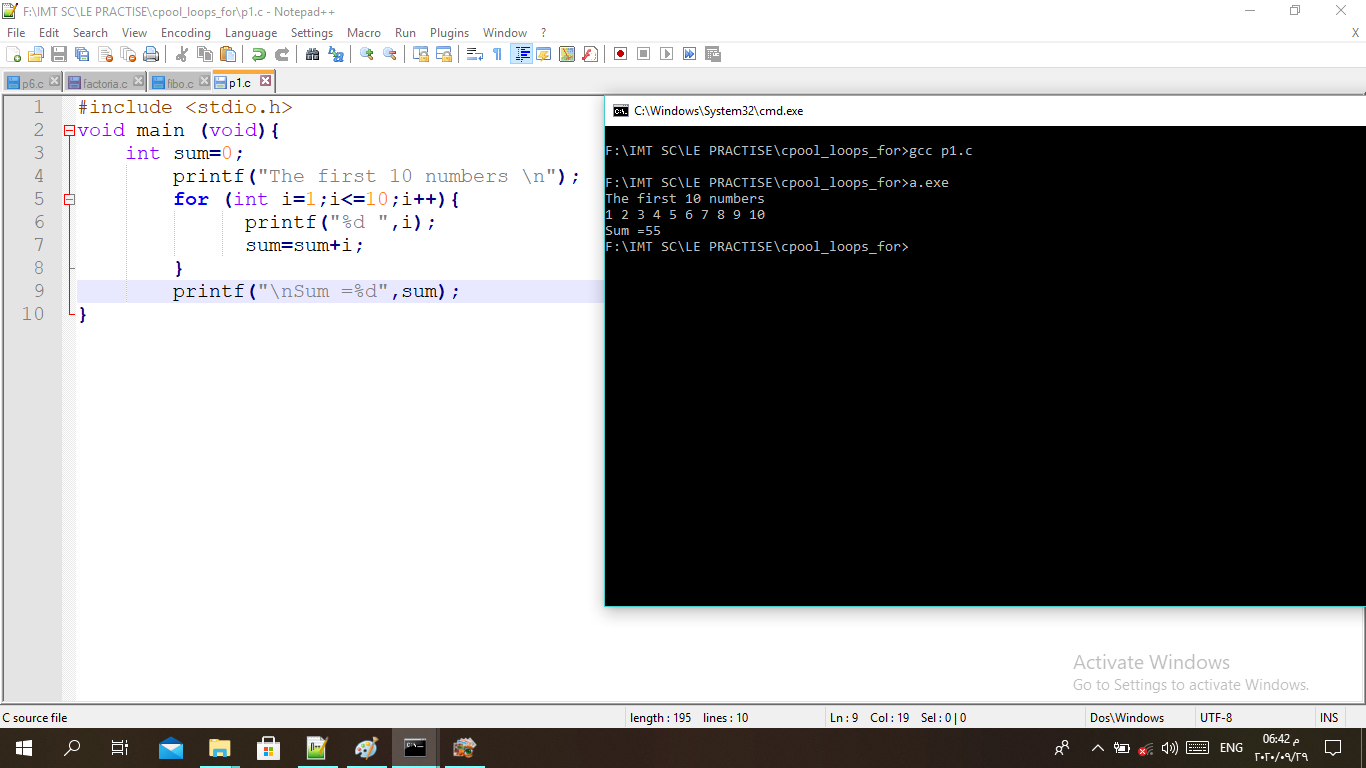 F:\IMT SC\LE PRACTISE\cpool_loops_for\p1.c - Notepad++
File Edit Search View Encoding Language Settings Macro Run Plugins Window ? X
p6.c factoria.c fibo.c p1.c
1 #include <stdio.h>
2 void main (void){
3 int sum=0;
4 printf("The first 10 numbers \n");
5 for (int i=1;i<=10;i++){
6 printf("%d ",i);
7 sum=sum+i;
8 }
9 printf("\nSum =%d",sum);
10 }
C:\Windows\System32\cmd.exe
F:\IMT SC\LE PRACTISE\cpool_loops_for>gcc p1.c
F:\IMT SC\LE PRACTISE\cpool_loops_for>a.exe
The first 10 numbers
1 2 3 4 5 6 7 8 9 10
Sum =55
F:\IMT SC\LE PRACTISE\cpool_loops_for>
Activate Windows
Go to Settings to activate Windows.
C source file length : 195 lines : 10 Ln : 9 Col : 19 Sel : 0 | 0 Dos\Windows UTF-8 INS
ENG 06:42 م
٢٠٢٠/٠٩/٢٩